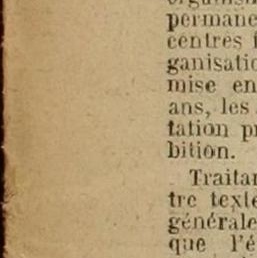 permane
centres f
ganisatio
mise en
ans, les
tation pr
bition.
Traitan
tre texte
générale
que l'é